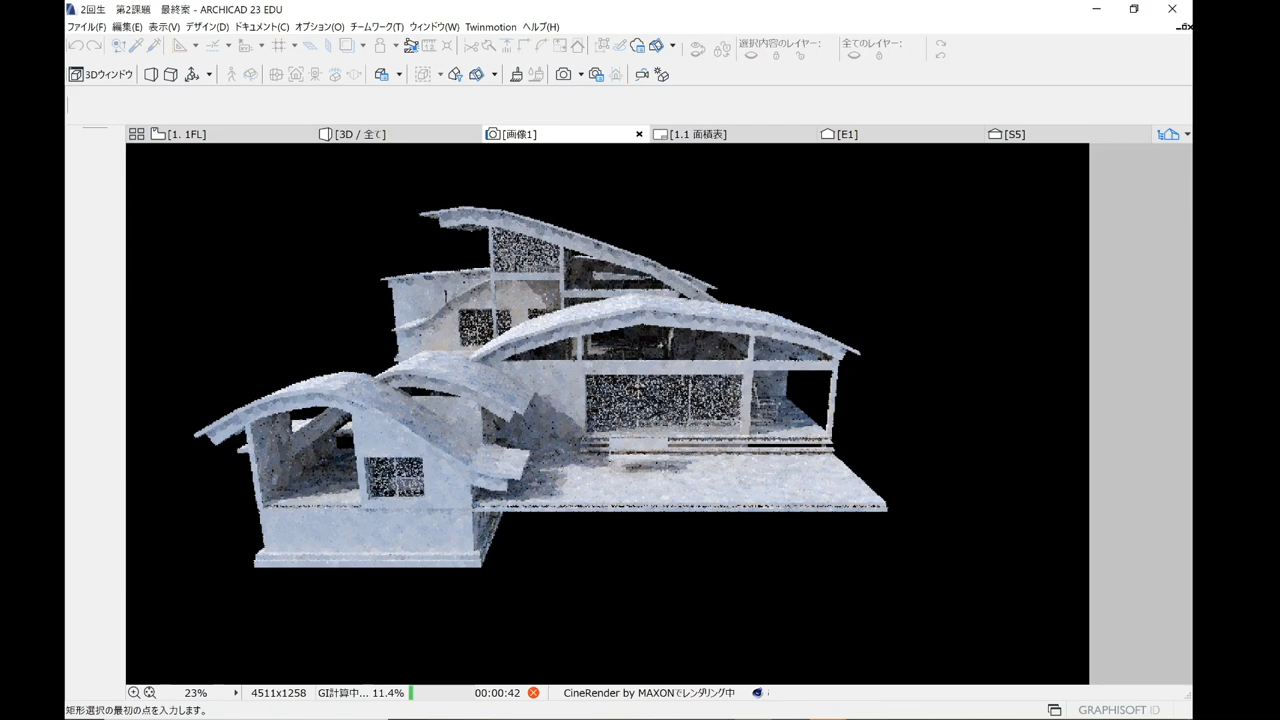 2回生　第2課題　最終案 - ARCHICAD 23 EDU
ファイル(F) 編集(E) 表示(V) デザイン(D) ドキュメント(C) オプション(O) チームワーク(T) ウィンドウ(W) Twinmotion ヘルプ(H)
選択内容のレイヤー: 全てのレイヤー:
3Dウィンドウ
[1. 1FL] [3D / 全て] [画像1] [1.1 面積表] [E1] [S5]
23% 4511x1258 GI計算中... 11.4% 00:00:42 CineRender by MAXONでレンダリング中
矩形選択の最初の点を入力します。 GRAPHISOFT ID